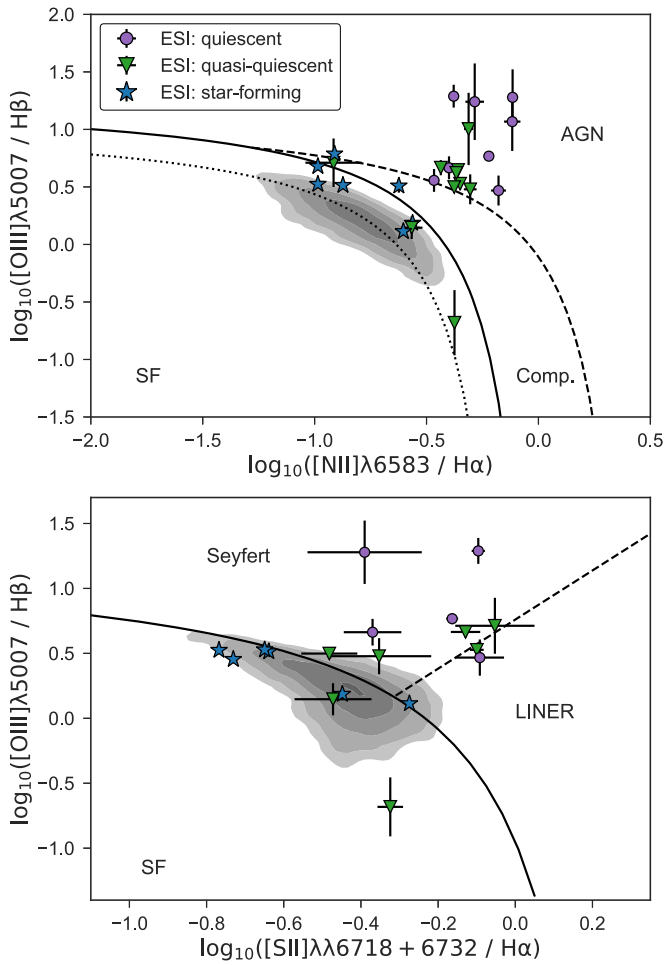 2.0
1.5
1.0
0.5
0.0
−0.5
−1.0
−1.5
log10([OIII]λ5007 / Hβ)
ESI: quiescent
ESI: quasi-quiescent
ESI: star-forming
AGN
SF
Comp.
−2.0 −1.5 −1.0 −0.5 0.0 0.5
log10([NII]λ6583 / Hα)
1.5
1.0
0.5
0.0
−0.5
−1.0
log10([OIII]λ5007 / Hβ)
Seyfert
LINER
SF
−1.0 −0.8 −0.6 −0.4 −0.2 0.0 0.2
log10([SII]λλ6718 + 6732 / Hα)